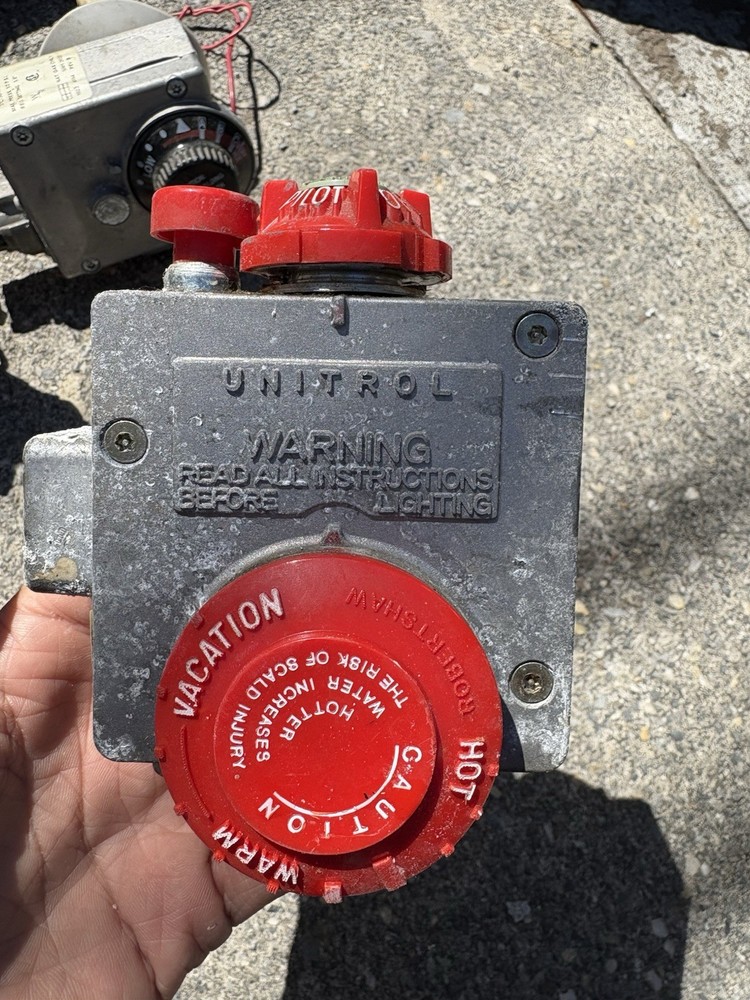 LOW
PILOT
UNITROL
WARNING
READ ALL INSTRUCTIONS
BEFORE LIGHTING
VACATION
ROBERTSHAW
HOT
WARM
CAUTION
HOTTER
WATER INCREASES
THE RISK OF SCALD INJURY.